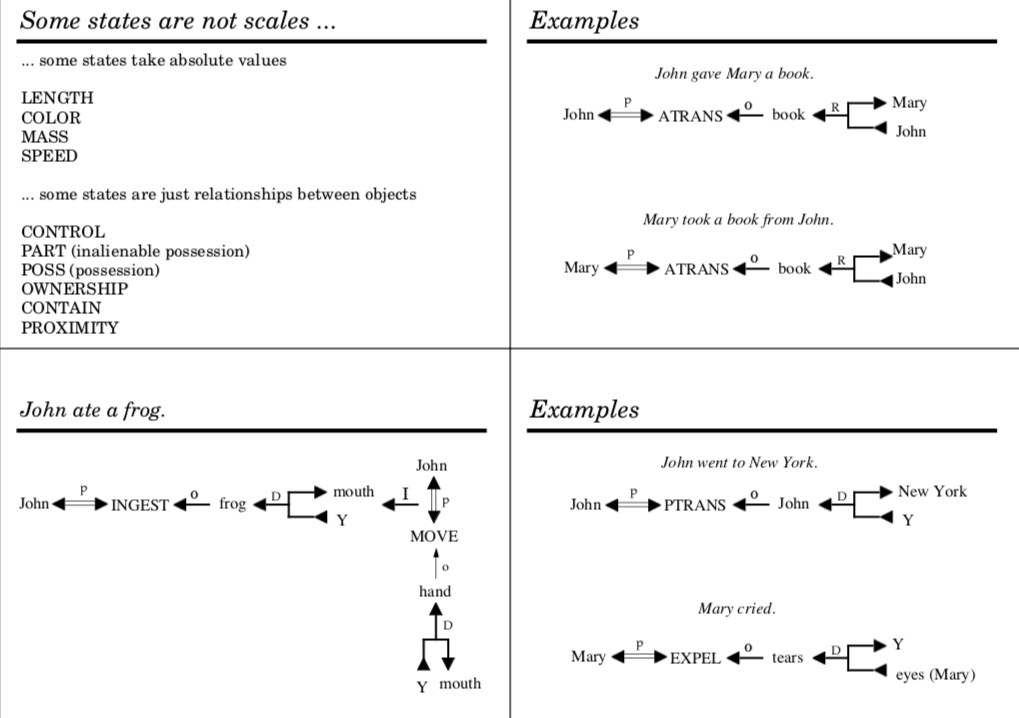 Some states are not scales ...
... some states take absolute values
LENGTH
COLOR
MASS
SPEED
... some states are just relationships between objects
CONTROL
PART (inalienable possession)
POSS (possession)
OWNERSHIP
CONTAIN
PROXIMITY
Examples
John gave Mary a book.
John P ATRANS o book R Mary
John
Mary took a book from John.
Mary P ATRANS o book R Mary
John
John ate a frog.
John
John P INGEST o frog D mouth I P
Y
MOVE
o
hand
D
Y mouth
Examples
John went to New York.
John P PTRANS o John D New York
Y
Mary cried.
Mary P EXPEL o tears D Y
eyes (Mary)